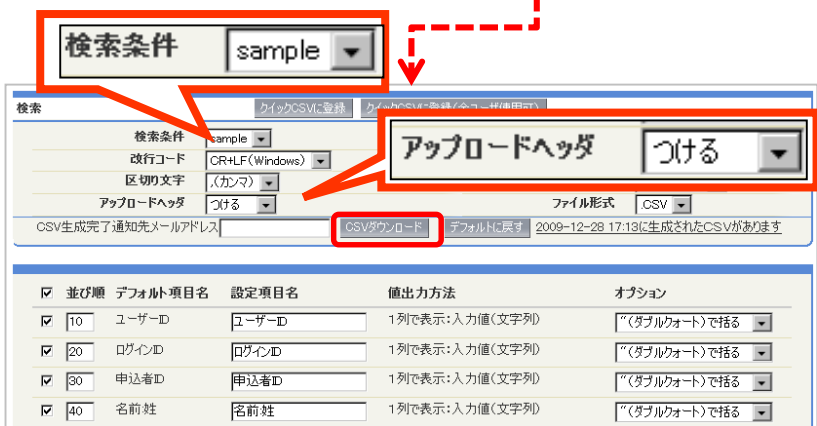 検索条件 sample
検索 クイックCSVに登録 クイックCSVに登録(全ユーザ使用可)
検索条件 sample
改行コード CR+LF(Windows)
区切り文字 ,(カンマ)
アップロードヘッダ つける
アップロードヘッダ つける ファイル形式 .CSV
CSV生成完了通知先メールアドレス CSVダウンロード デフォルトに戻す 2009-12-28 17:13に生成されたCSVがあります
並び順 デフォルト項目名 設定項目名 値出力方法 オプション
10 ユーザーID ユーザーID 1列で表示:入力値(文字列) "(ダブルクォート)で括る
20 ログインID ログインID 1列で表示:入力値(文字列) "(ダブルクォート)で括る
30 申込者ID 申込者ID 1列で表示:入力値(文字列) "(ダブルクォート)で括る
40 名前:姓 名前:姓 1列で表示:入力値(文字列) "(ダブルクォート)で括る